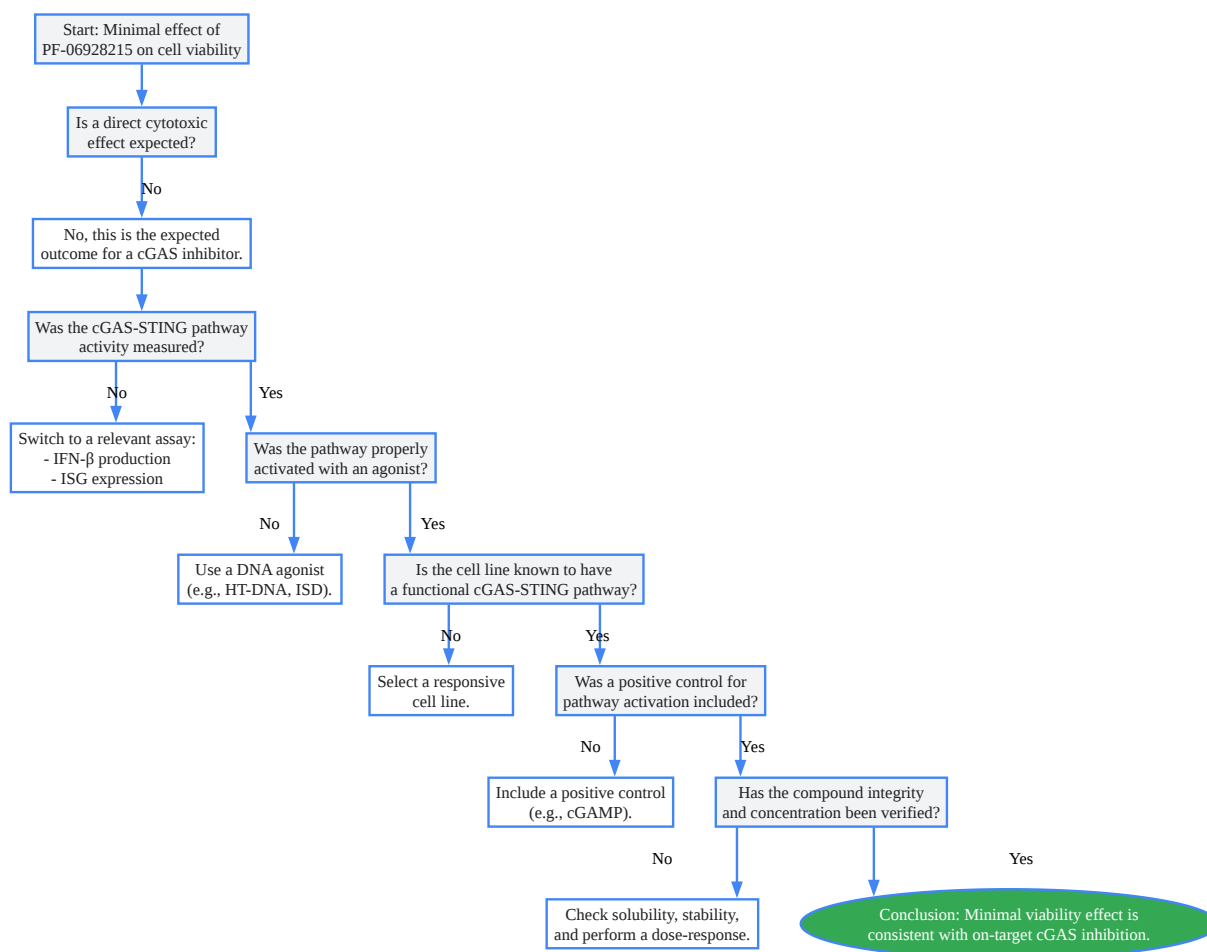 Start: Minimal effect of
PF-06928215 on cell viability
Is a direct cytotoxic
effect expected?
No
No, this is the expected
outcome for a cGAS inhibitor.
Was the cGAS-STING pathway
activity measured?
No
Yes
Switch to a relevant assay:
- IFN-β production
- ISG expression
Was the pathway properly
activated with an agonist?
No
Yes
Use a DNA agonist
(e.g., HT-DNA, ISD).
Is the cell line known to have
a functional cGAS-STING pathway?
No
Yes
Select a responsive
cell line.
Was a positive control for
pathway activation included?
No
Yes
Include a positive control
(e.g., cGAMP).
Has the compound integrity
and concentration been verified?
No
Yes
Check solubility, stability,
and perform a dose-response.
Conclusion: Minimal viability effect is
consistent with on-target cGAS inhibition.